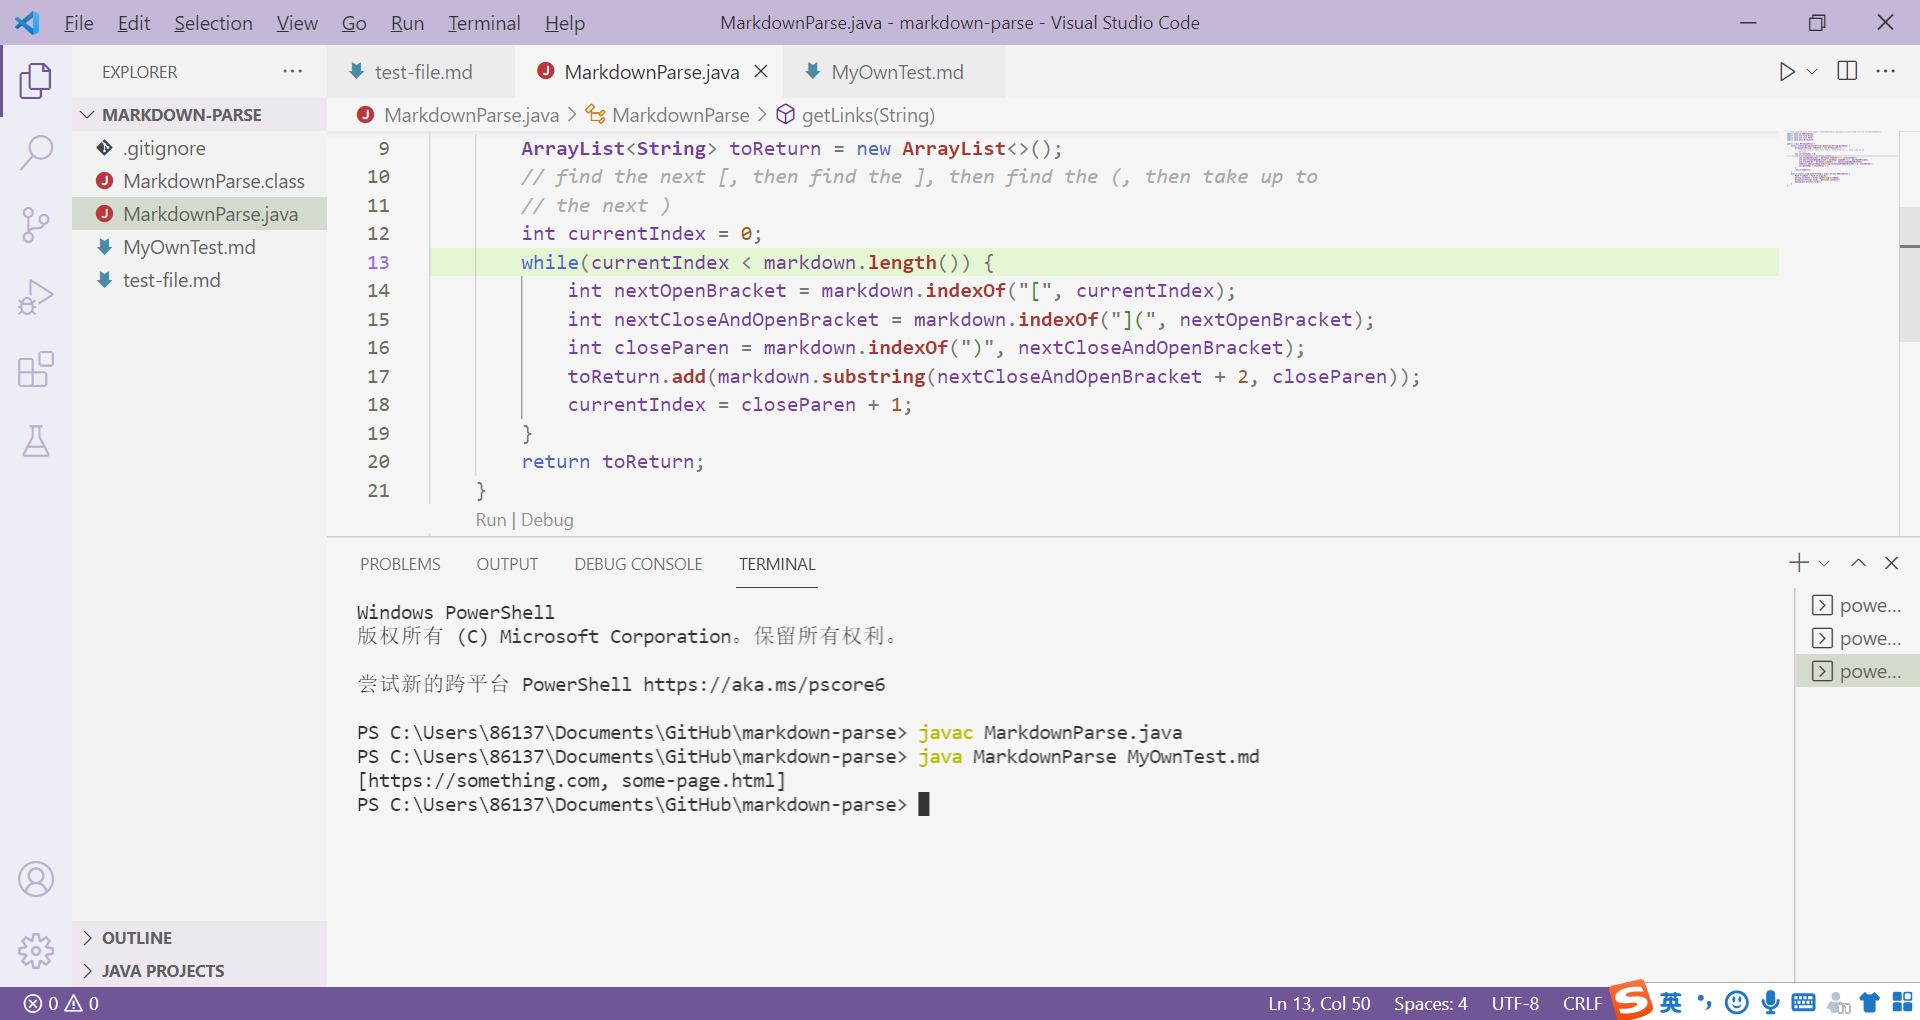 File Edit Selection View Go Run Terminal Help
MarkdownParse.java - markdown-parse - Visual Studio Code
EXPLORER
MARKDOWN-PARSE
.gitignore
MarkdownParse.class
MarkdownParse.java
MyOwnTest.md
test-file.md
OUTLINE
JAVA PROJECTS
test-file.md
MarkdownParse.java
MyOwnTest.md
MarkdownParse.java > MarkdownParse > getLinks(String)
9 ArrayList<String> toReturn = new ArrayList<>();
10 // find the next [, then find the ], then find the (, then take up to
11 // the next )
12 int currentIndex = 0;
13 while(currentIndex < markdown.length()) {
14 int nextOpenBracket = markdown.indexOf("[", currentIndex);
15 int nextCloseAndOpenBracket = markdown.indexOf("](", nextOpenBracket);
16 int closeParen = markdown.indexOf(")", nextCloseAndOpenBracket);
17 toReturn.add(markdown.substring(nextCloseAndOpenBracket + 2, closeParen));
18 currentIndex = closeParen + 1;
19 }
20 return toReturn;
21 }
Run | Debug
PROBLEMS OUTPUT DEBUG CONSOLE TERMINAL
Windows PowerShell
版权所有 (C) Microsoft Corporation。保留所有权利。
尝试新的跨平台 PowerShell https://aka.ms/pscore6
PS C:\Users\86137\Documents\GitHub\markdown-parse> javac MarkdownParse.java
PS C:\Users\86137\Documents\GitHub\markdown-parse> java MarkdownParse MyOwnTest.md
[https://something.com, some-page.html]
PS C:\Users\86137\Documents\GitHub\markdown-parse>
powe...
powe...
powe...
0 0
Ln 13, Col 50 Spaces: 4 UTF-8 CRLF
英